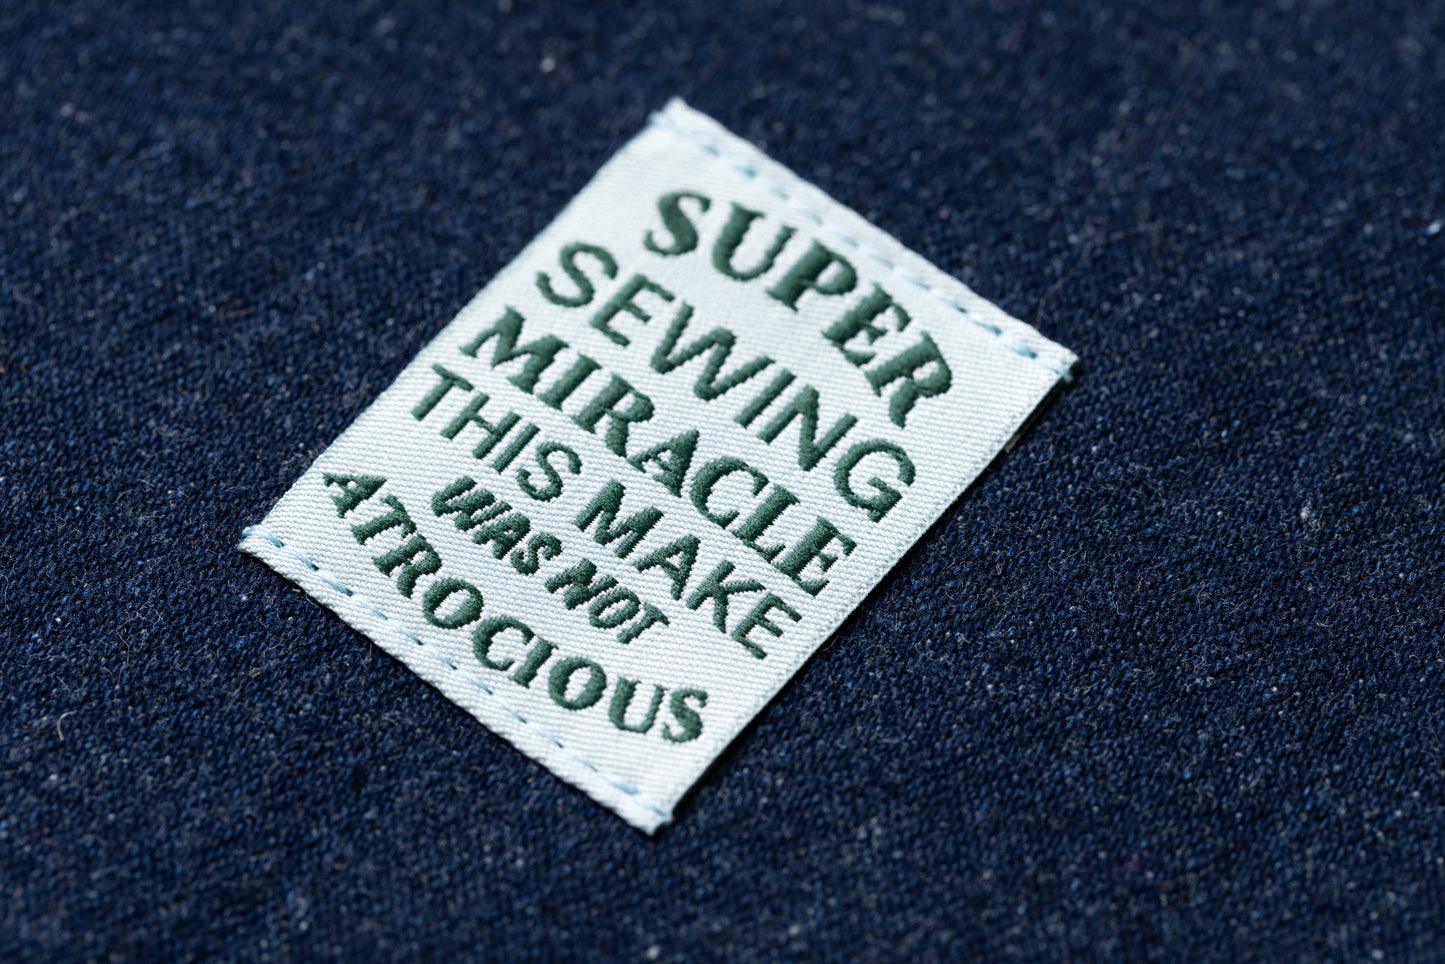 SUPER
SEWING
MIRACLE
THIS MAKE
WAS NOT
ATROCIOUS